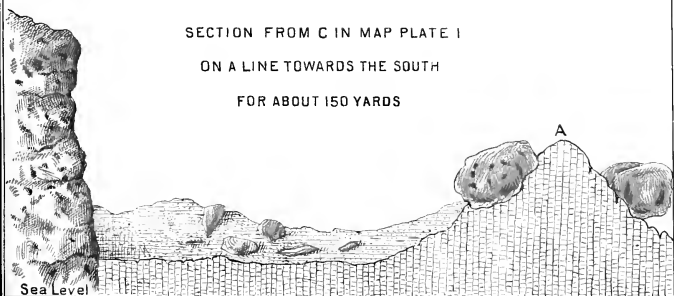 SECTION FROM C IN MAP PLATE I
ON A LINE TOWARDS THE SOUTH
FOR ABOUT 150 YARDS
A
Sea Level